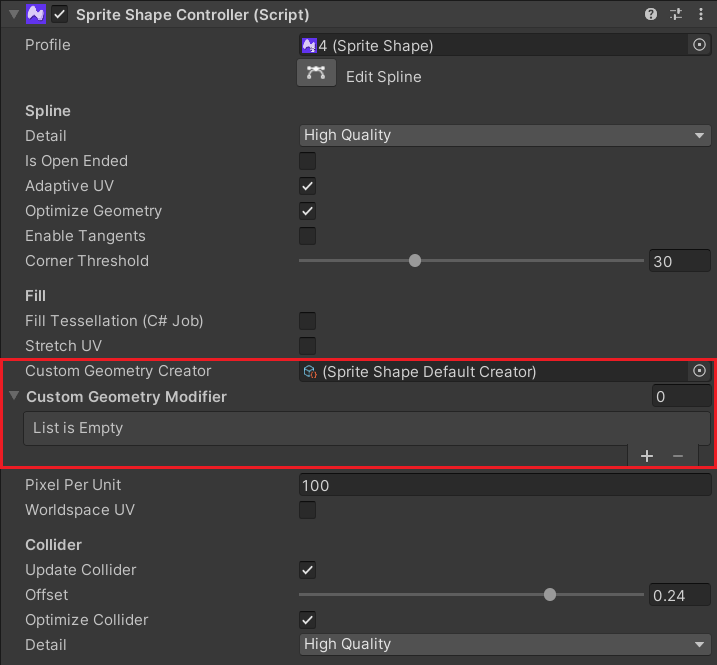 Sprite Shape Controller (Script)
Profile 4 (Sprite Shape)
Edit Spline
Spline
Detail High Quality
Is Open Ended
Adaptive UV
Optimize Geometry
Enable Tangents
Corner Threshold 30
Fill
Fill Tessellation (C# Job)
Stretch UV
Custom Geometry Creator (Sprite Shape Default Creator)
Custom Geometry Modifier 0
List is Empty
+ −
Pixel Per Unit 100
Worldspace UV
Collider
Update Collider
Offset 0.24
Optimize Collider
Detail High Quality